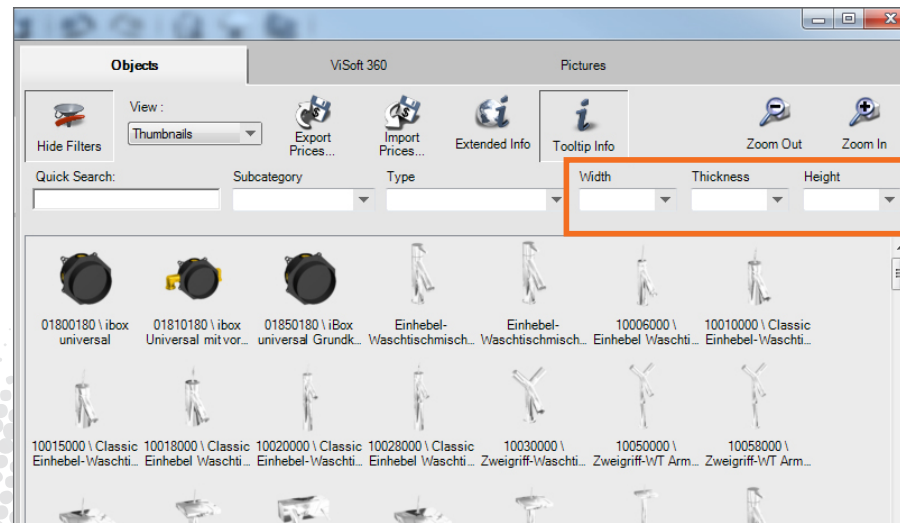 Objects
ViSoft 360
Pictures
View :
Thumbnails
Hide Filters
Export
Prices...
Import
Prices...
Extended Info
Tooltip Info
Zoom Out
Zoom In
Quick Search:
Subcategory
Type
Width
Thickness
Height
01800180 \ ibox
universal
01810180 \ ibox
Universal mit vor...
01850180 \ iBox
universal Grundk...
Einhebel-
Waschtischmisch...
Einhebel-
Waschtischmisch...
10006000 \
Einhebel Waschti...
10010000 \ Classic
Einhebel-Waschti...
10015000 \ Classic
Einhebel-Waschti...
10018000 \ Classic
Einhebel Waschti...
10020000 \ Classic
Einhebel-Waschti...
10028000 \ Classic
Einhebel Waschti...
10030000 \
Zweigriff-Waschti...
10050000 \
Zweigriff-WT Arm...
10058000 \
Zweigriff-WT Arm...